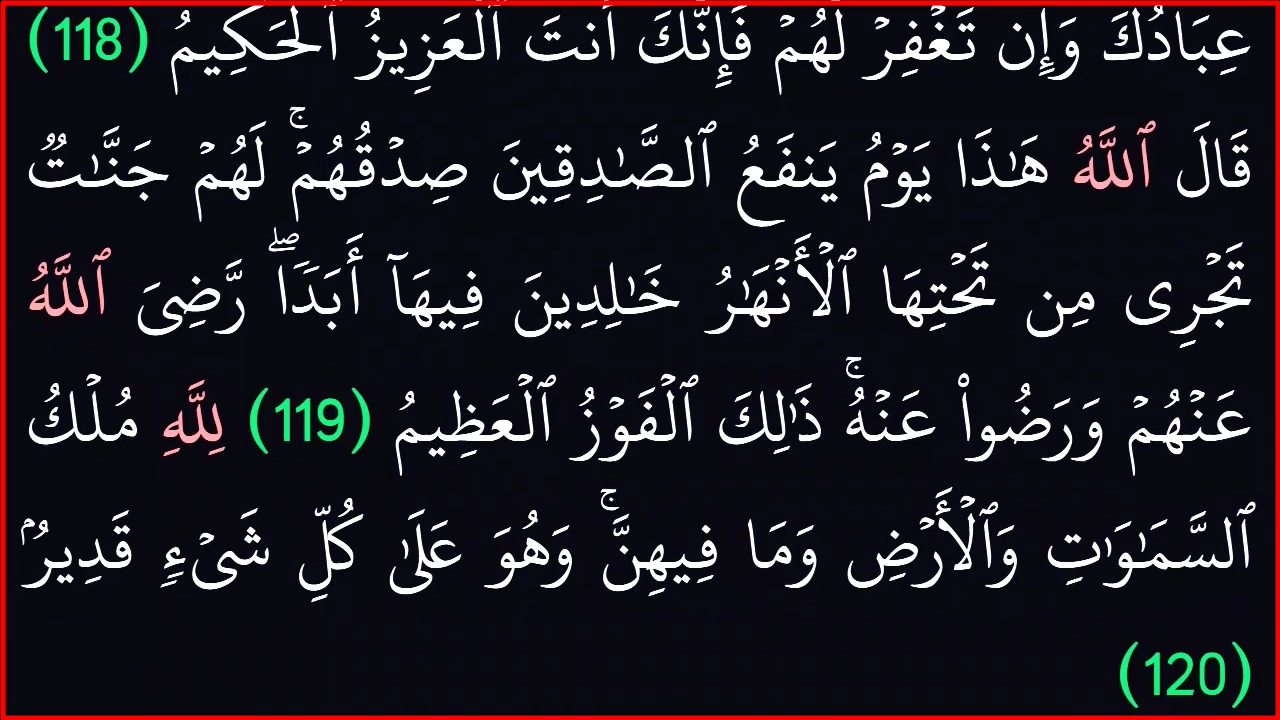 عِبَادُكَ وَإِن تَغْفِرْ لَهُمْ فَإِنَّكَ أَنتَ ٱلْعَزِيزُ ٱلْحَكِيمُ (118)
قَالَ ٱللَّهُ هَـٰذَا يَوْمُ يَنفَعُ ٱلصَّـٰدِقِينَ صِدْقُهُمْ ۚ لَهُمْ جَنَّـٰتٌ
تَجْرِى مِن تَحْتِهَا ٱلْأَنْهَـٰرُ خَـٰلِدِينَ فِيهَآ أَبَدًا ۖ رَّضِىَ ٱللَّهُ
عَنْهُمْ وَرَضُوا۟ عَنْهُ ۚ ذَٰلِكَ ٱلْفَوْزُ ٱلْعَظِيمُ (119) لِلَّهِ مُلْكُ
ٱلسَّمَـٰوَٰتِ وَٱلْأَرْضِ وَمَا فِيهِنَّ ۚ وَهُوَ عَلَىٰ كُلِّ شَىْءٍ قَدِيرٌۢ
(120)